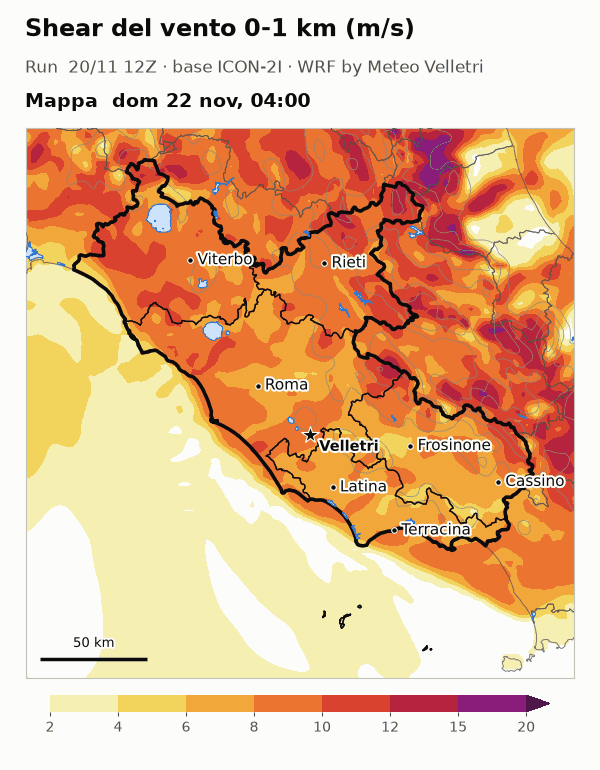 Shear del vento 0-1 km (m/s)
Run  20/11 12Z · base ICON-2I · WRF by Meteo Velletri
Mappa  dom 22 nov, 04:00
Viterbo
Rieti
Roma
Velletri
Frosinone
Latina
Cassino
Terracina
50 km
2 4 6 8 10 12 15 20